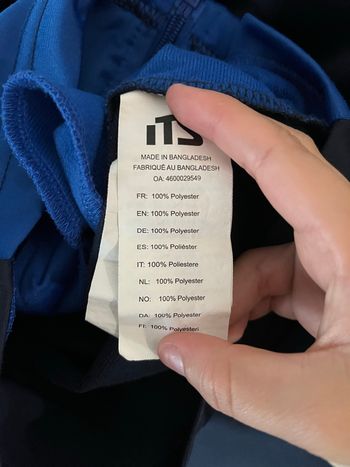 ITS
MADE IN BANGLADESH
FABRIQUÉ AU BANGLADESH
OA: 4600029549
FR: 100% Polyester
EN: 100% Polyester
DE: 100% Polyester
ES: 100% Poliéster
IT: 100% Poliestere
NL: 100% Polyester
NO: 100% Polyester
DA: 100% Polyester
FI: 100% Polyesteri